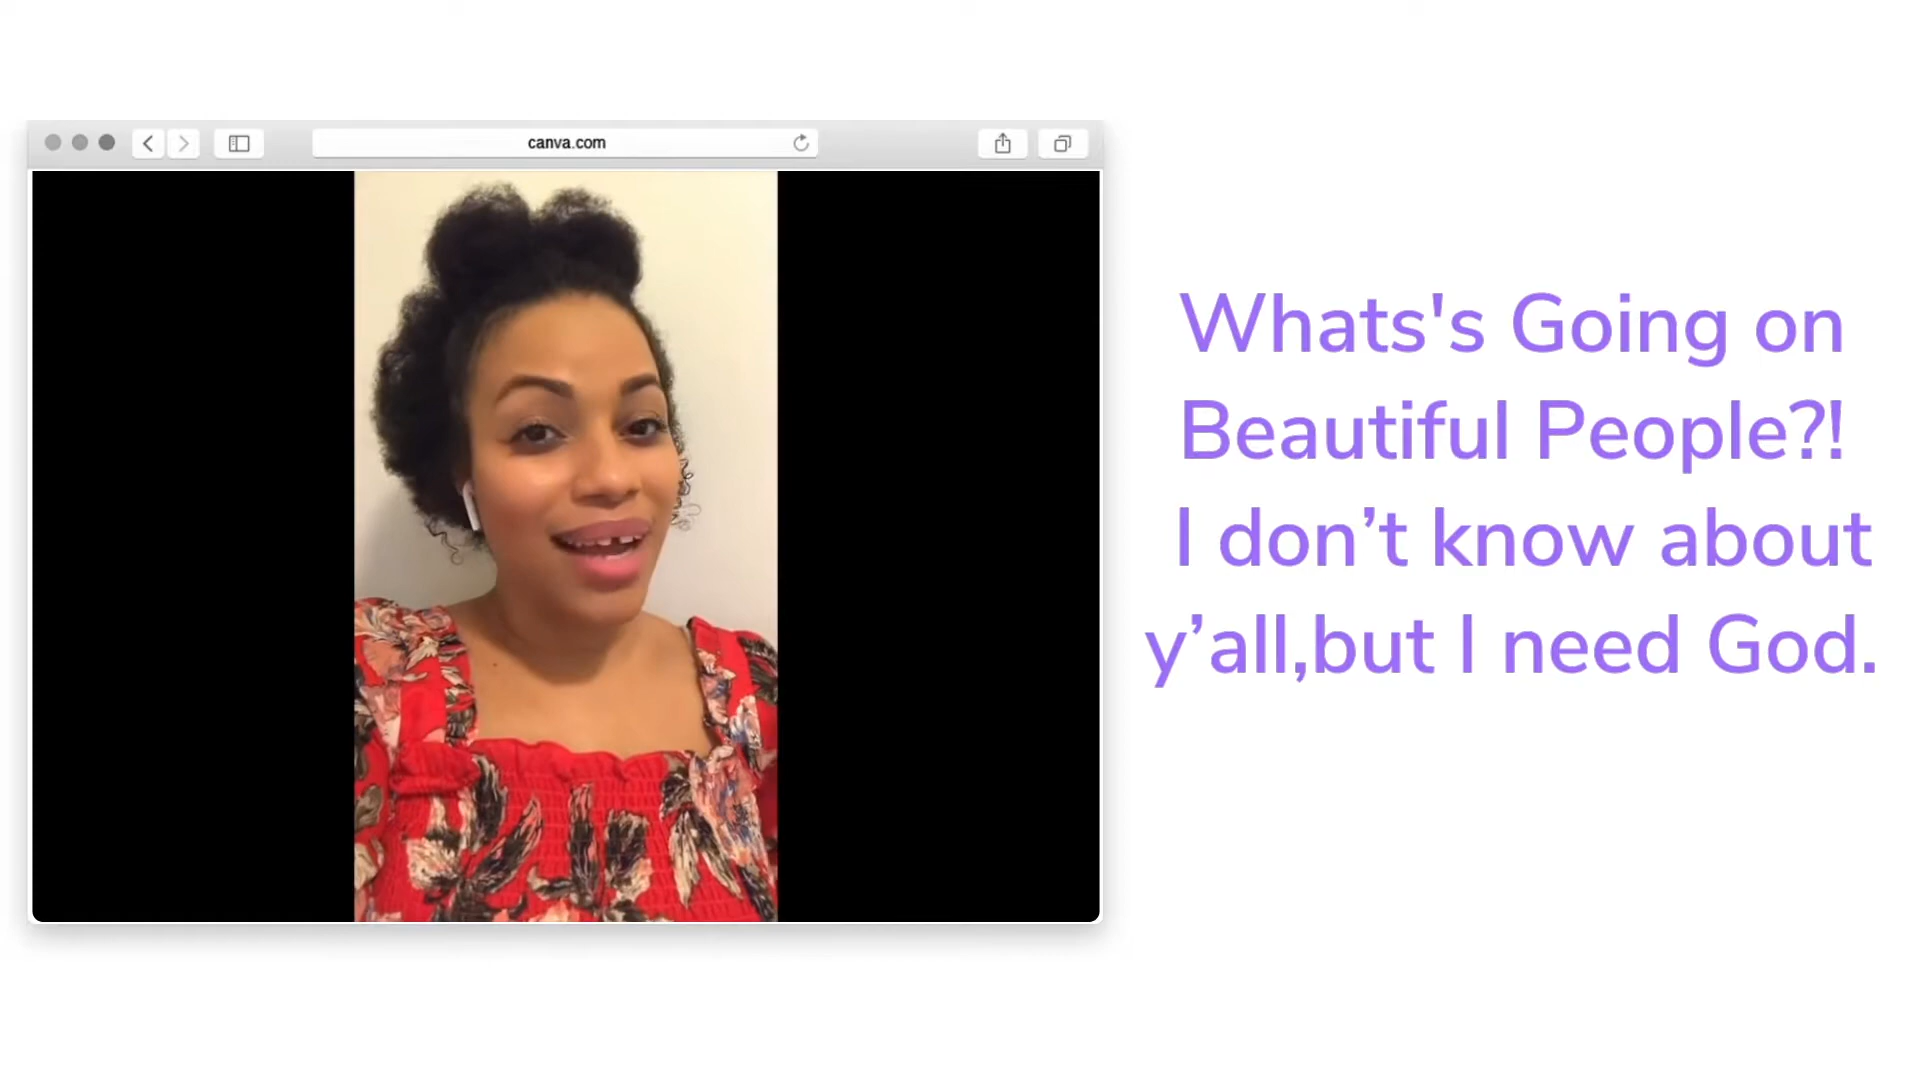 canva.com
Whats's Going on
Beautiful People?!
I don’t know about
y’all,but I need God.